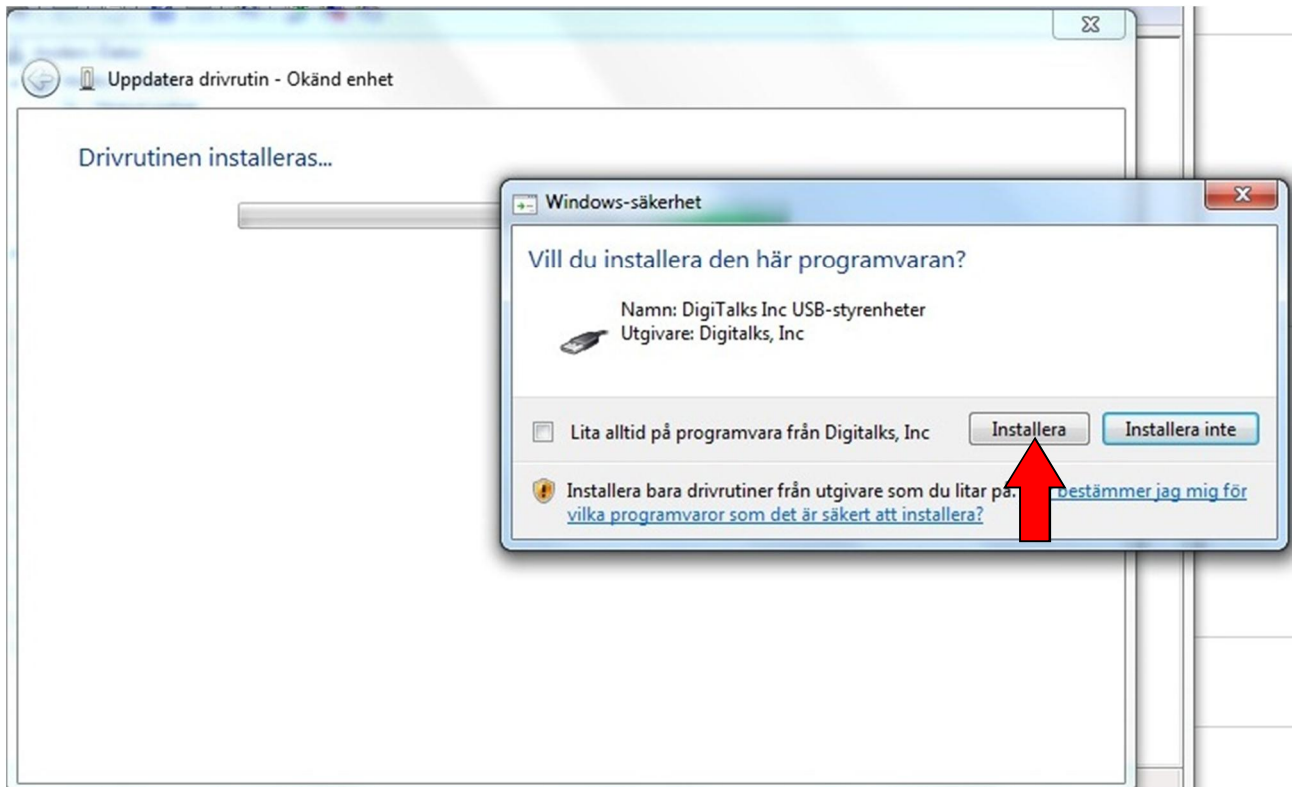 Uppdatera drivrutin - Okänd enhet
Drivrutinen installeras...
Windows-säkerhet
Vill du installera den här programvaran?
Namn: DigiTalks Inc USB-styrenheter
Utgivare: Digitalks, Inc
Lita alltid på programvara från Digitalks, Inc
Installera
Installera inte
Installera bara drivrutiner från utgivare som du litar på. bestämmer jag mig för
vilka programvaror som det är säkert att installera?